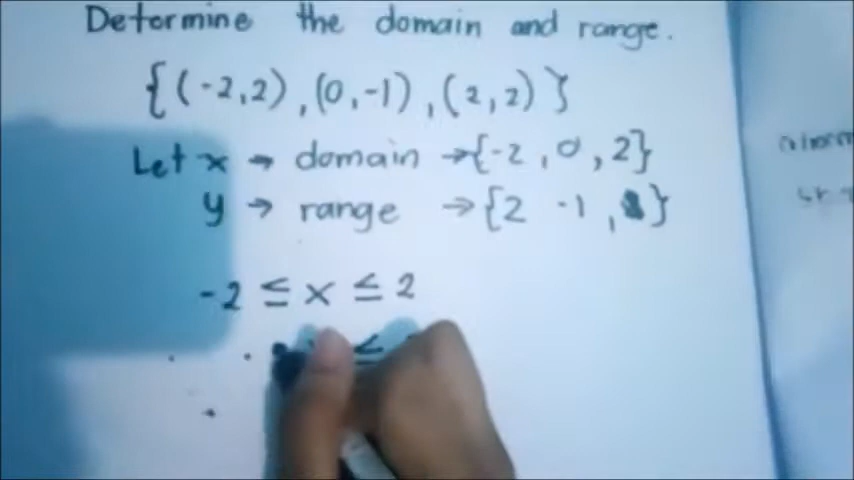 Determine the domain and range.
{(-2,2),(0,-1),(2,2)}
Let x → domain → {-2, 0, 2}
y → range → {2 -1, }
-2 ≤ x ≤ 2
≤